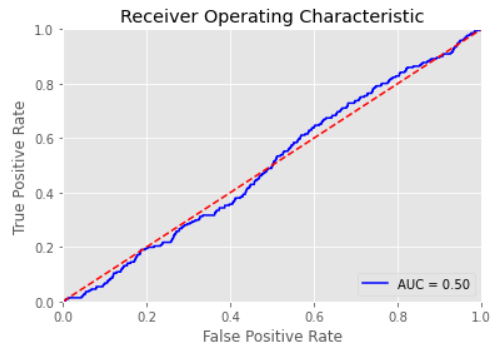 Receiver Operating Characteristic
True Positive Rate
1.0
0.8
0.6
0.4
0.2
0.0
0.0 0.2 0.4 0.6 0.8 1.0
False Positive Rate
AUC = 0.50